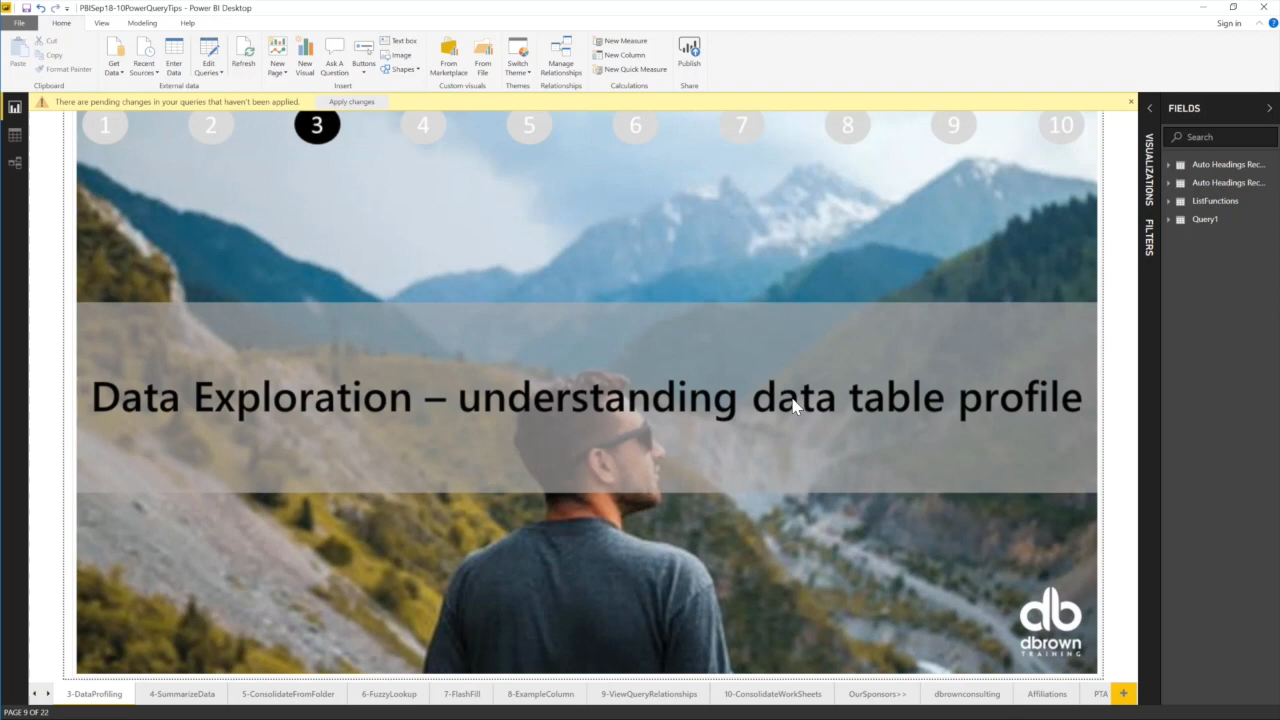 PBISep18-10PowerQueryTips - Power BI Desktop
File Home View Modeling Help Sign in
Paste
Cut
Copy
Format Painter
Clipboard
Get Data
Recent Sources
Enter Data
Edit Queries
Refresh
External data
New Page
New Visual
Ask A Question
Buttons
Text box
Image
Shapes
Insert
From Marketplace
From File
Custom visuals
Switch Theme
Themes
Manage Relationships
Relationships
New Measure
New Column
New Quick Measure
Calculations
Publish
Share
There are pending changes in your queries that haven't been applied. Apply changes
1 2 3 4 5 6 7 8 9 10
Data Exploration – understanding data table profile
db
dbrown
TRAINING
VISUALIZATIONS
FILTERS
FIELDS
Search
Auto Headings Rec...
Auto Headings Rec...
ListFunctions
Query1
3-DataProfiling 4-SummarizeData 5-ConsolidateFromFolder 6-FuzzyLookup 7-FlashFill 8-ExampleColumn 9-ViewQueryRelationships 10-ConsolidateWorkSheets OurSponsors>> dbrownconsulting Affiliations PTA
PAGE 9 OF 22